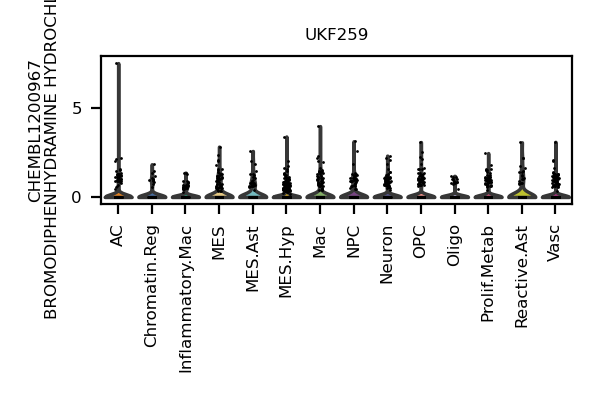 UKF259
CHEMBL1200967
BROMODIPHENHYDRAMINE
5
0
AC
Chromatin.Reg
Inflammatory.Mac
MES
MES.Ast
MES.Hyp
Mac
NPC
Neuron
OPC
Oligo
Prolif.Metab
Reactive.Ast
Vasc